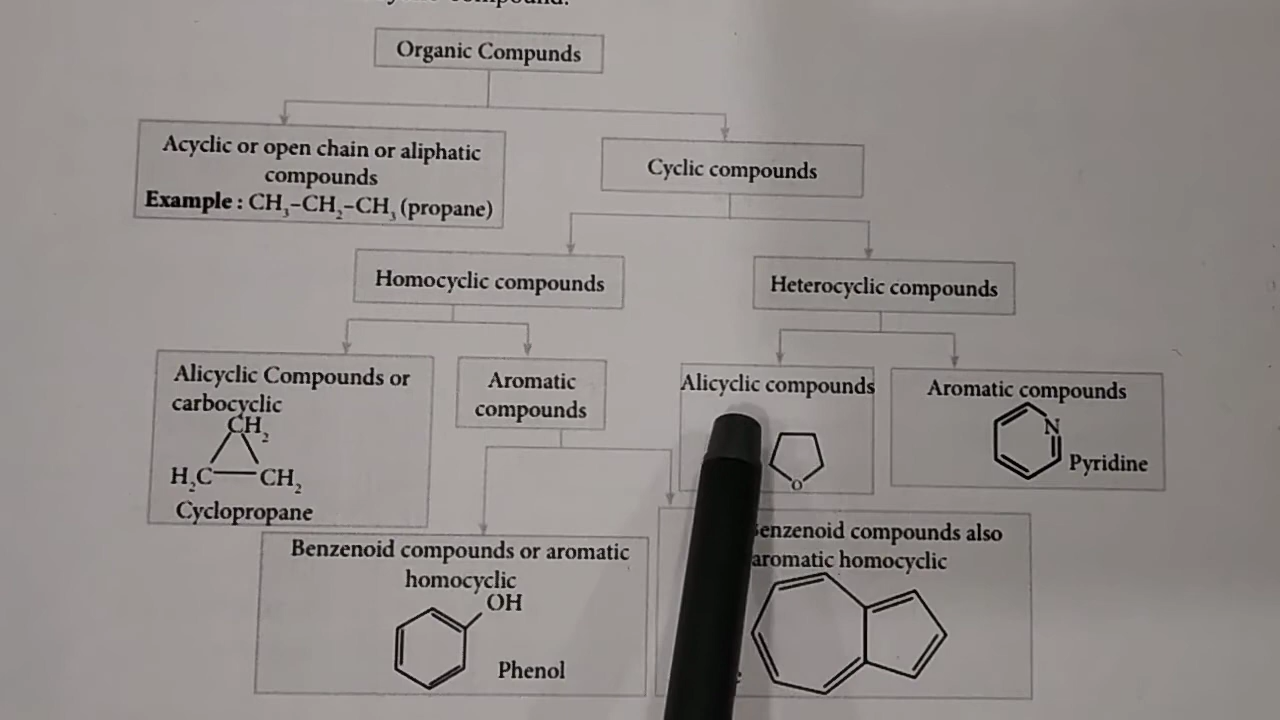 compound.
Organic Compunds
Acyclic or open chain or aliphatic
compounds
Example : CH₃–CH₂–CH₃ (propane)
Cyclic compounds
Homocyclic compounds
Heterocyclic compounds
Alicyclic Compounds or
carbocyclic
CH₂
H₂C
CH₂
Cyclopropane
Aromatic
compounds
Alicyclic compounds
O
Aromatic compounds
N
Pyridine
Benzenoid compounds or aromatic
homocyclic
OH
Phenol
compounds also
aromatic homocyclic